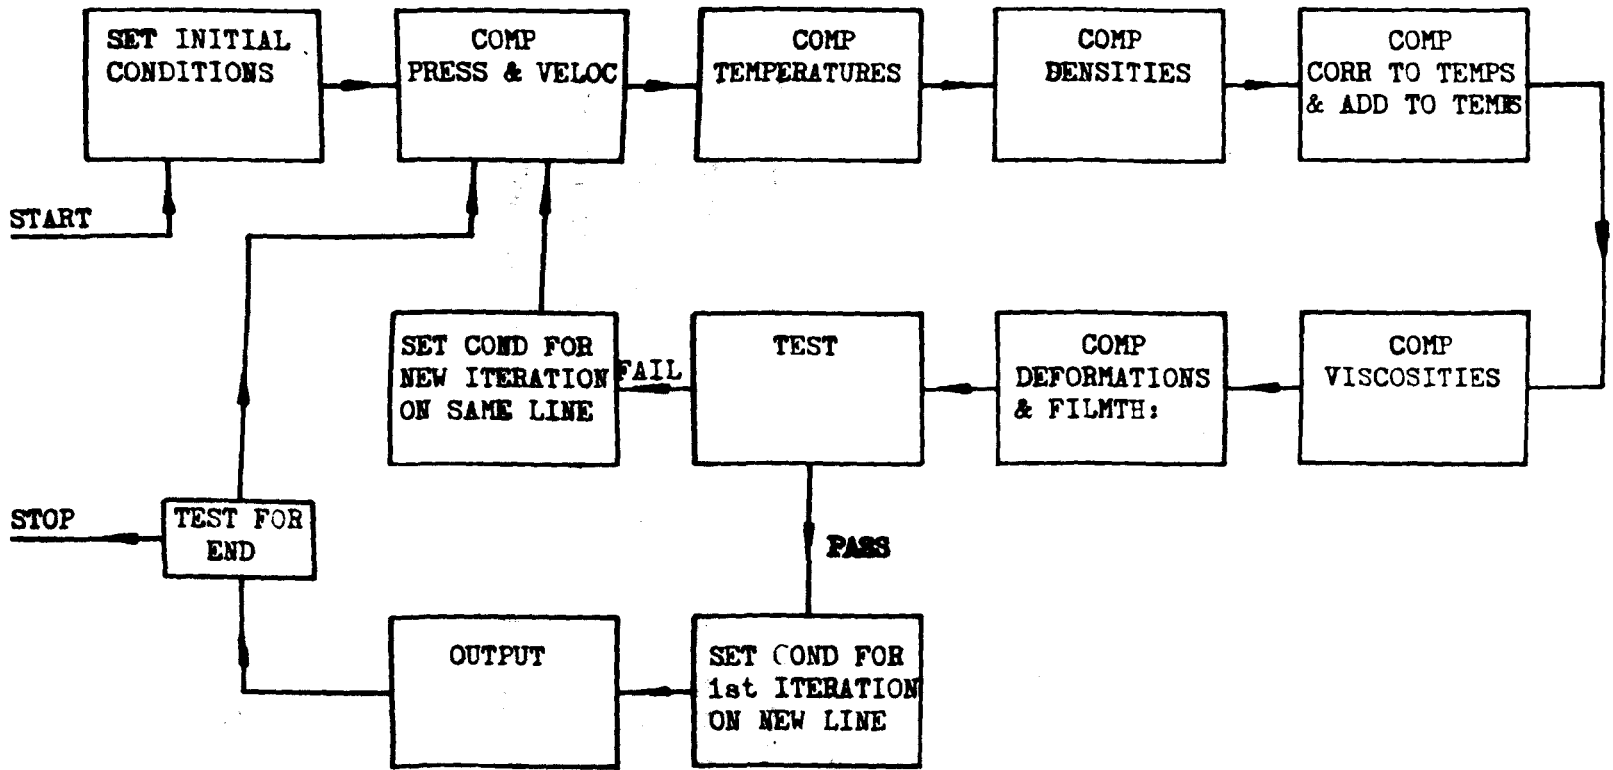 SET INITIAL
CONDITIONS
COMP
PRESS & VELOC
COMP
TEMPERATURES
COMP
DENSITIES
COMP
CORR TO TEMPS
& ADD TO TEMPS
START
SET COND FOR
NEW ITERATION
ON SAME LINE
FAIL
TEST
COMP
DEFORMATIONS
& FILMTH:
COMP
VISCOSITIES
STOP
TEST FOR
END
PASS
OUTPUT
SET COND FOR
1st ITERATION
ON NEW LINE